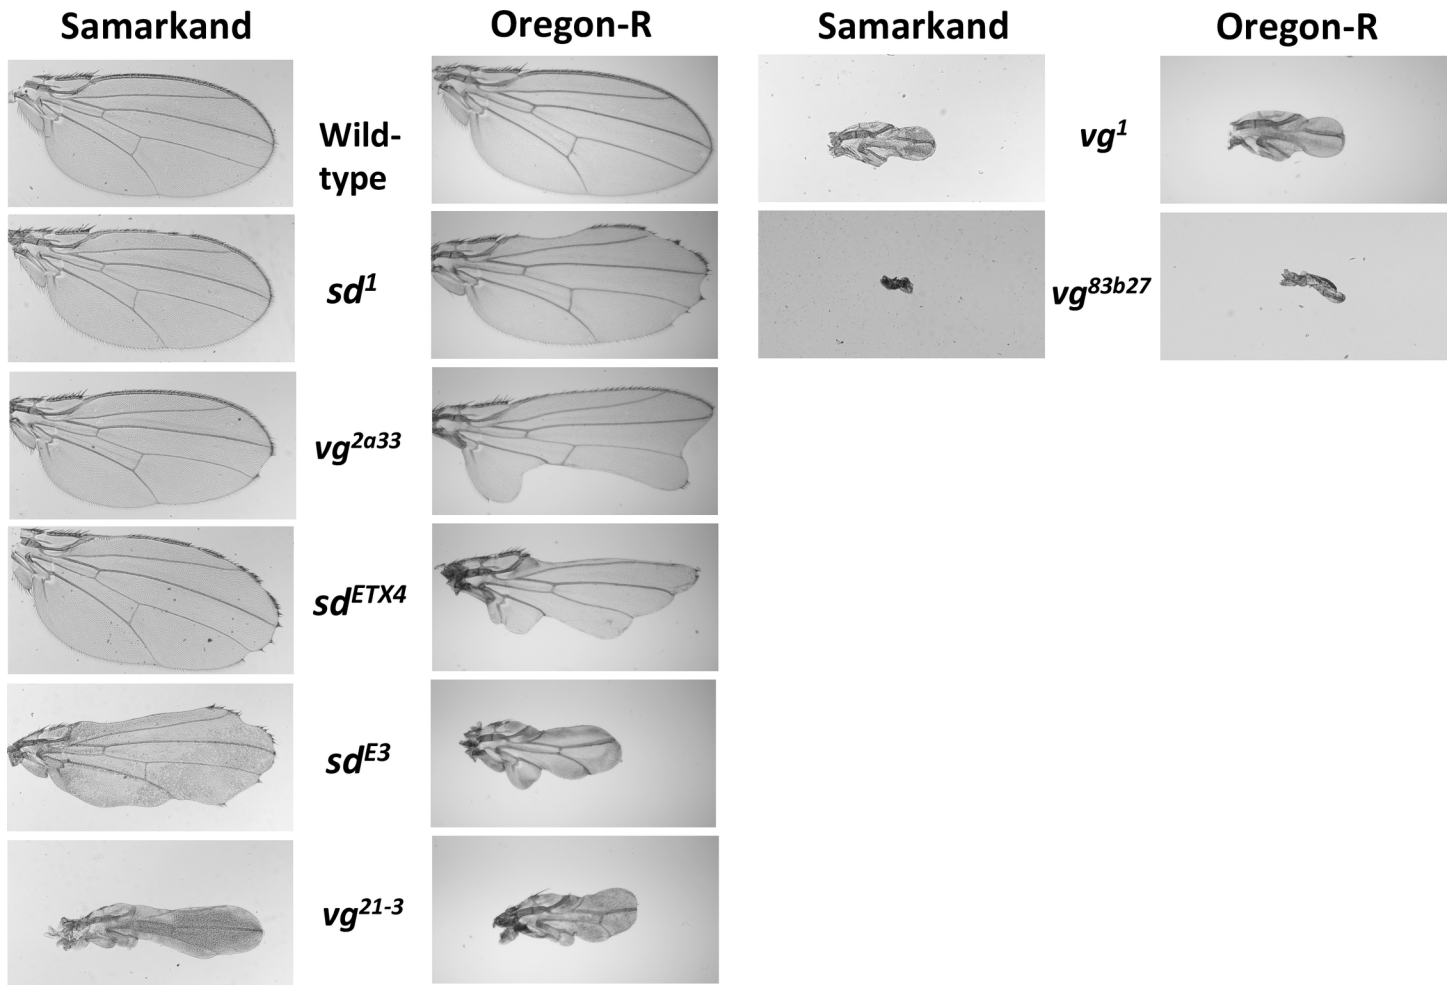 Samarkand
Oregon-R
Samarkand
Oregon-R
Wild-
type
sd1
vg2a33
sdETX4
sdE3
vg21-3
vg1
vg83b27